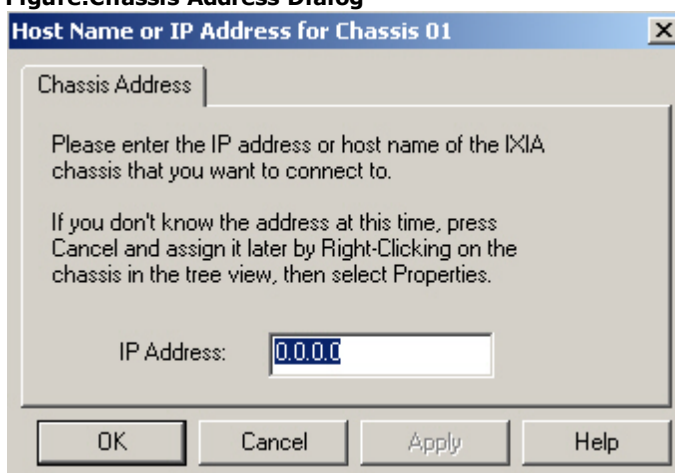 Figure:Chassis Address Dialog
Host Name or IP Address for Chassis 01
Chassis Address
Please enter the IP address or host name of the IXIA
chassis that you want to connect to.
If you don't know the address at this time, press
Cancel and assign it later by Right-Clicking on the
chassis in the tree view, then select Properties.
IP Address: 0.0.0.0
OK Cancel Apply Help